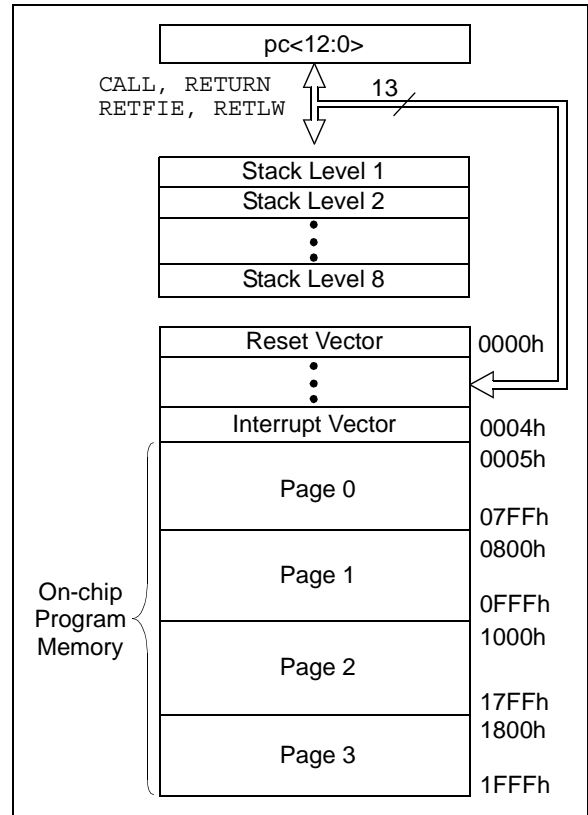 pc<12:0>
CALL, RETURN
RETFIE, RETLW
13
Stack Level 1
Stack Level 2
Stack Level 8
Reset Vector
0000h
Interrupt Vector
0004h
0005h
Page 0
07FFh
0800h
Page 1
0FFFh
On-chip
Program
Memory
1000h
Page 2
17FFh
1800h
Page 3
1FFFh